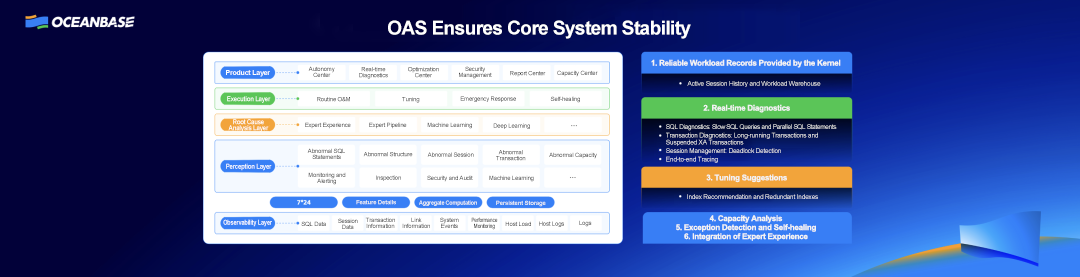 OCEANBASE
OAS Ensures Core System Stability
Product Layer
Autonomy
Center
Real-time
Diagnostics
Optimization
Center
Security
Management
Report Center
Capacity Center
Execution Layer
Routine O&M
Tuning
Emergency Response
Self-healing
Root Cause
Analysis Layer
Expert Experience
Expert Pipeline
Machine Learning
Deep Learning
...
Perception Layer
Abnormal SQL
Statements
Abnormal Structure
Abnormal Session
Abnormal
Transaction
Abnormal Capacity
Monitoring and
Alerting
Inspection
Security and Audit
Machine Learning
...
7*24
Feature Details
Aggregate Computation
Persistent Storage
Observability Layer
SQL Data
Session
Data
Transaction
Information
Link
Information
System
Events
Performance
Monitoring
Host Load
Host Logs
Logs
1. Reliable Workload Records Provided by the Kernel
• Active Session History and Workload Warehouse
2. Real-time Diagnostics
• SQL Diagnostics: Slow SQL Queries and Parallel SQL Statements
• Transaction Diagnostics: Long-running Transactions and
Suspended XA Transactions
• Session Management: Deadlock Detection
• End-to-end Tracing
3. Tuning Suggestions
• Index Recommendation and Redundant Indexes
4. Capacity Analysis
5. Exception Detection and Self-healing
6. Integration of Expert Experience